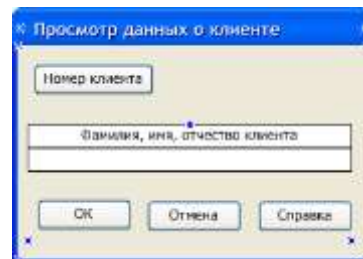 Просмотр данных о клиенте
Номер клиента
Фамилия, имя, отчество клиента
ОК Отмена Справка